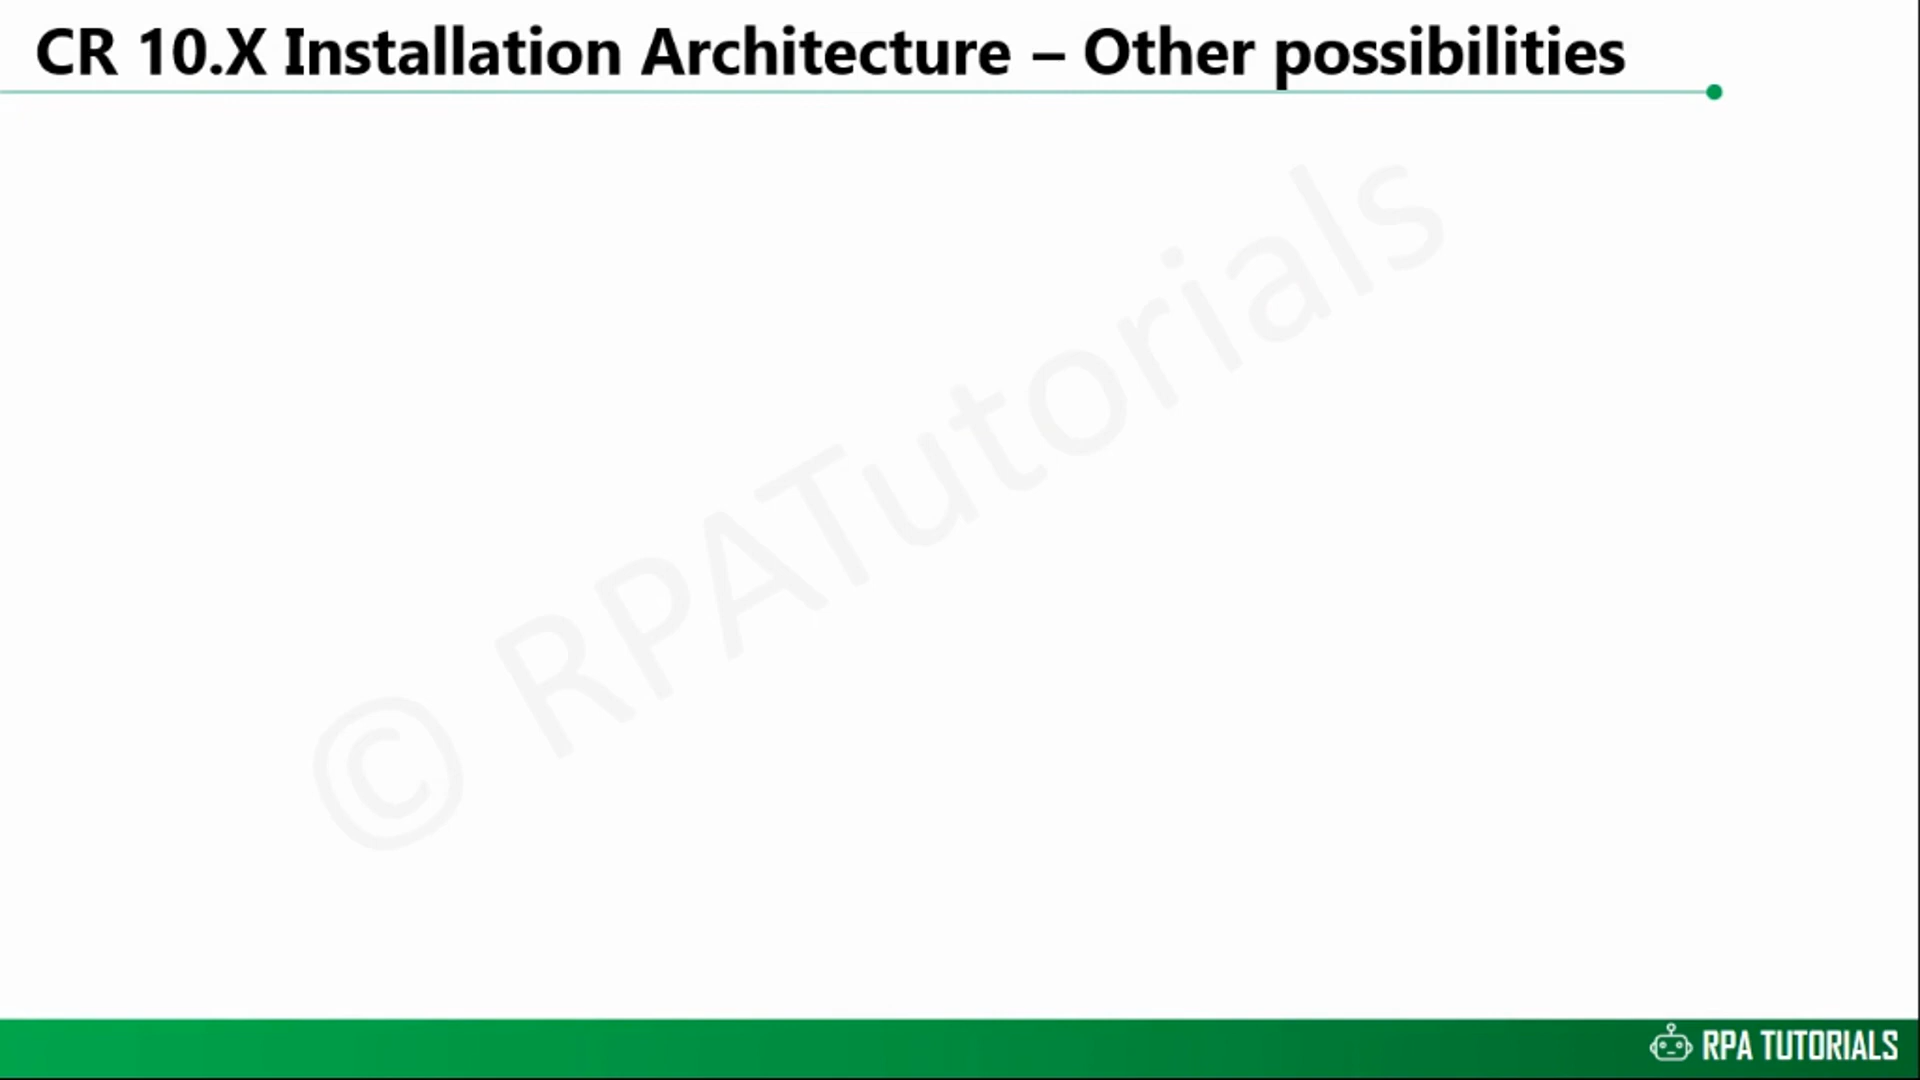 CR 10.X Installation Architecture – Other possibilities
© RPATutorials
RPA TUTORIALS